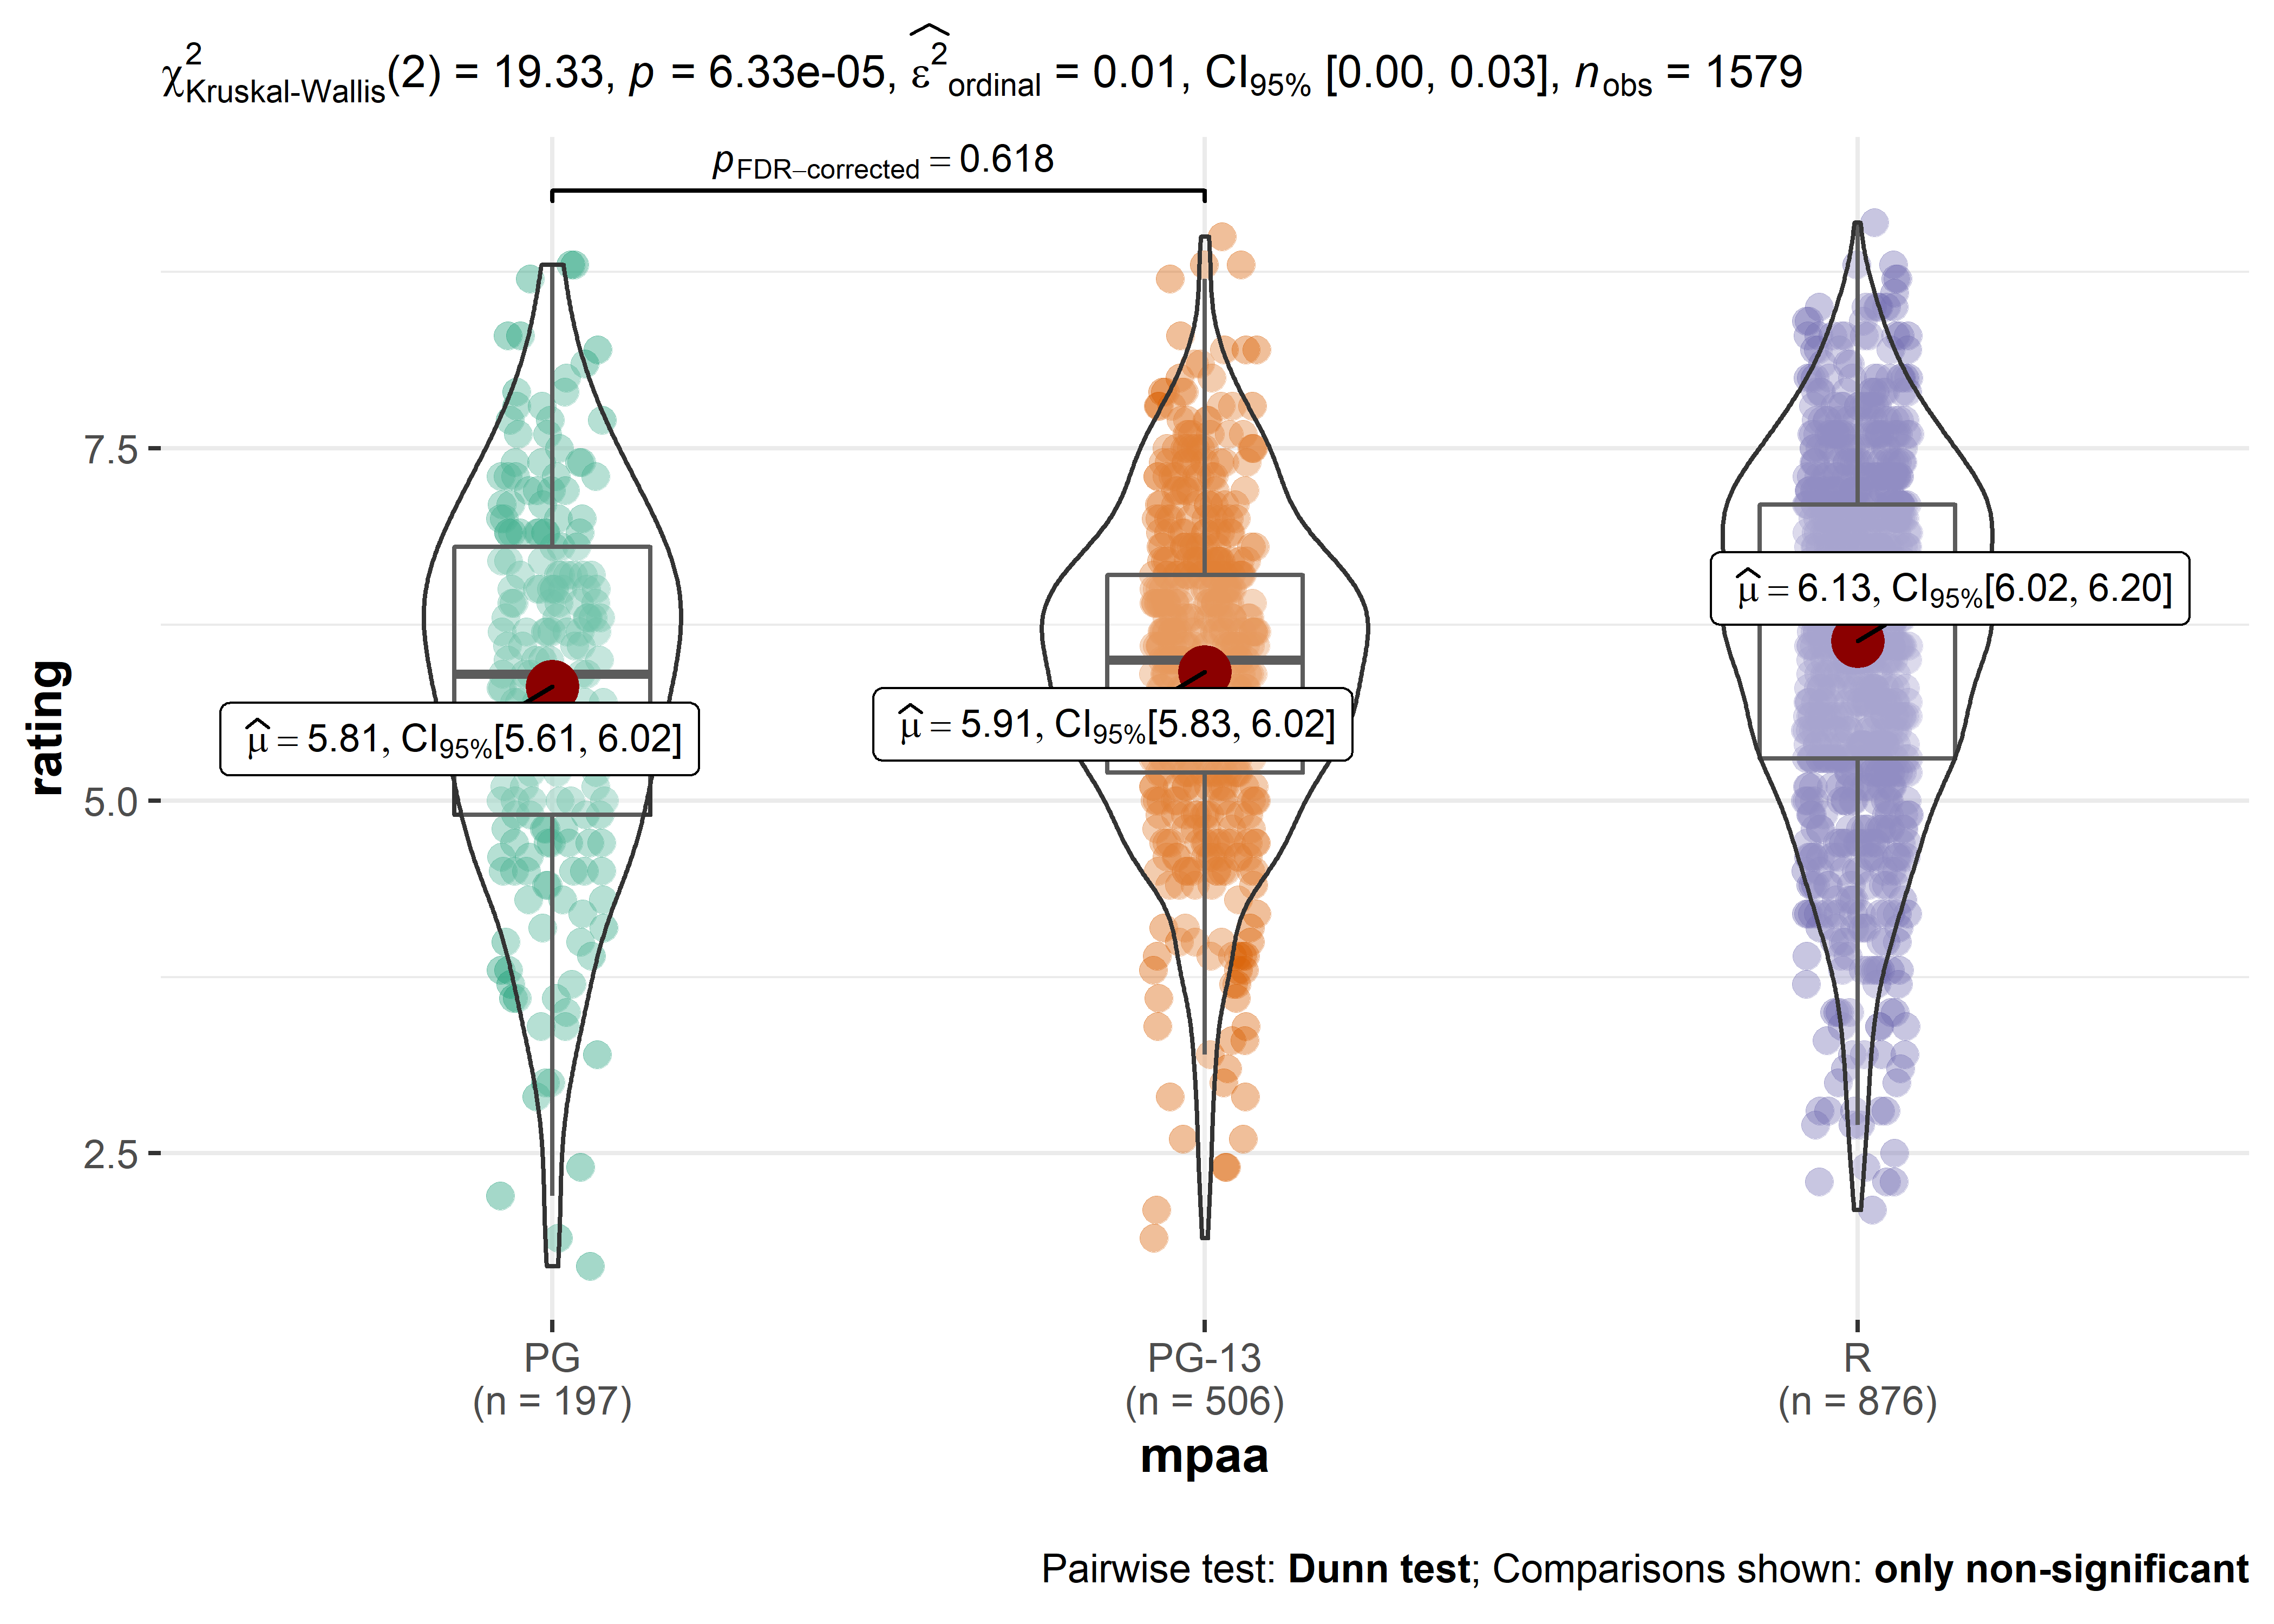 χ²Kruskal-Wallis(2) = 19.33, p = 6.33e-05, ε²ordinal = 0.01, CI95% [0.00, 0.03], nobs = 1579
pFDR−corrected = 0.618
7.5
μ̂ = 6.13, CI95%[6.02, 6.20]
μ̂ = 5.81, CI95%[5.61, 6.02]
μ̂ = 5.91, CI95%[5.83, 6.02]
rating
5.0
2.5
PG
(n = 197)
PG-13
(n = 506)
R
(n = 876)
mpaa
Pairwise test: Dunn test; Comparisons shown: only non-significant